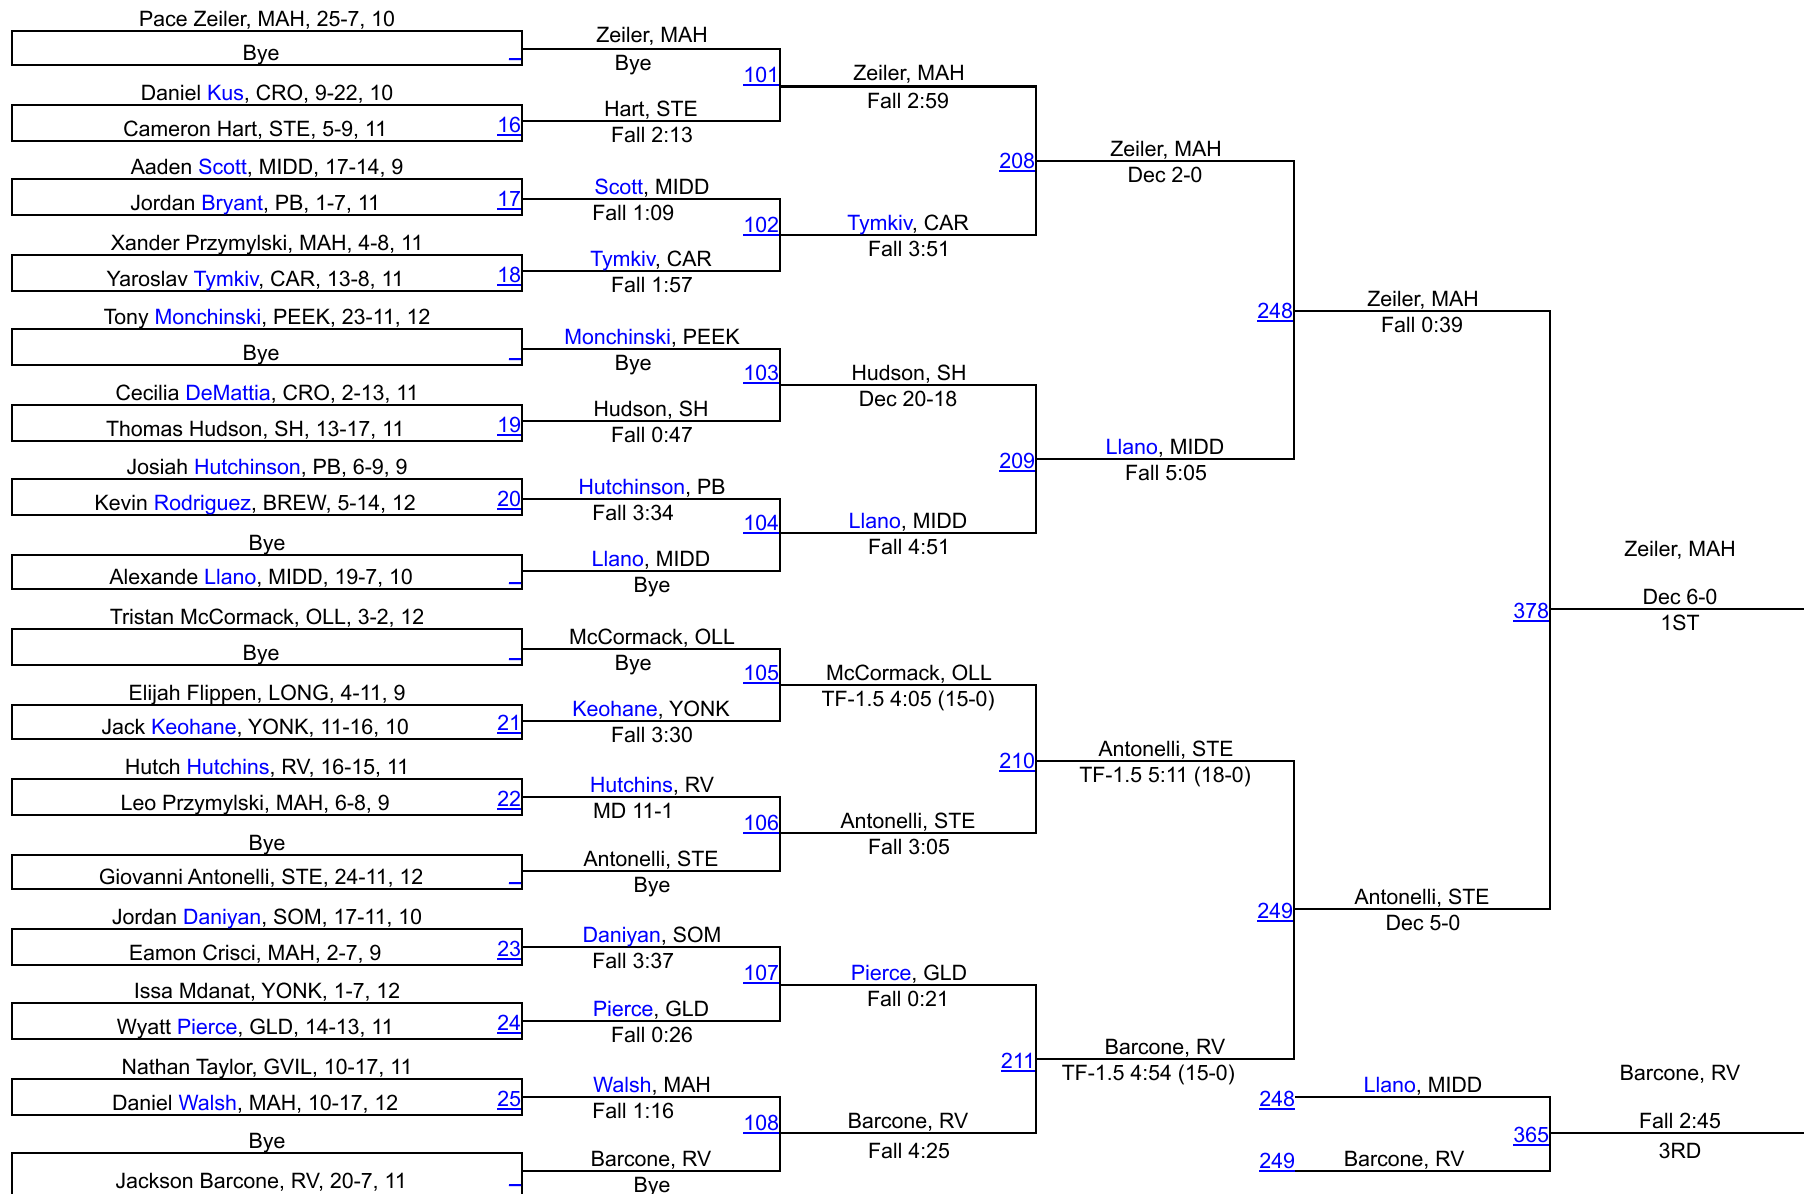 Pace Zeiler, MAH, 25-7, 10
Bye
Daniel Kus, CRO, 9-22, 10
Cameron Hart, STE, 5-9, 11
16
Aaden Scott, MIDD, 17-14, 9
Jordan Bryant, PB, 1-7, 11
17
Xander Przymylski, MAH, 4-8, 11
Yaroslav Tymkiv, CAR, 13-8, 11
18
Tony Monchinski, PEEK, 23-11, 12
Bye
Cecilia DeMattia, CRO, 2-13, 11
Thomas Hudson, SH, 13-17, 11
19
Josiah Hutchinson, PB, 6-9, 9
Kevin Rodriguez, BREW, 5-14, 12
20
Bye
Alexande Llano, MIDD, 19-7, 10
Tristan McCormack, OLL, 3-2, 12
Bye
Elijah Flippen, LONG, 4-11, 9
Jack Keohane, YONK, 11-16, 10
21
Hutch Hutchins, RV, 16-15, 11
Leo Przymylski, MAH, 6-8, 9
22
Bye
Giovanni Antonelli, STE, 24-11, 12
Jordan Daniyan, SOM, 17-11, 10
Eamon Crisci, MAH, 2-7, 9
23
Issa Mdanat, YONK, 1-7, 12
Wyatt Pierce, GLD, 14-13, 11
24
Nathan Taylor, GVIL, 10-17, 11
Daniel Walsh, MAH, 10-17, 12
25
Bye
Jackson Barcone, RV, 20-7, 11
Zeiler, MAH
Bye
101
Hart, STE
Fall 2:13
Scott, MIDD
Fall 1:09
102
Tymkiv, CAR
Fall 1:57
Monchinski, PEEK
Bye
103
Hudson, SH
Fall 0:47
Hutchinson, PB
Fall 3:34
104
Llano, MIDD
Bye
McCormack, OLL
Bye
105
Keohane, YONK
Fall 3:30
Hutchins, RV
MD 11-1
106
Antonelli, STE
Bye
Daniyan, SOM
Fall 3:37
107
Pierce, GLD
Fall 0:26
Walsh, MAH
Fall 1:16
108
Barcone, RV
Bye
Zeiler, MAH
Fall 2:59
208
Tymkiv, CAR
Fall 3:51
Hudson, SH
Dec 20-18
209
Llano, MIDD
Fall 4:51
McCormack, OLL
TF-1.5 4:05 (15-0)
210
Antonelli, STE
Fall 3:05
Pierce, GLD
Fall 0:21
211
Barcone, RV
Fall 4:25
Zeiler, MAH
Dec 2-0
248
Llano, MIDD
Fall 5:05
Antonelli, STE
TF-1.5 5:11 (18-0)
249
Barcone, RV
TF-1.5 4:54 (15-0)
Zeiler, MAH
Fall 0:39
378
Antonelli, STE
Dec 5-0
Zeiler, MAH
Dec 6-0
1ST
248
Llano, MIDD
365
249
Barcone, RV
Barcone, RV
Fall 2:45
3RD